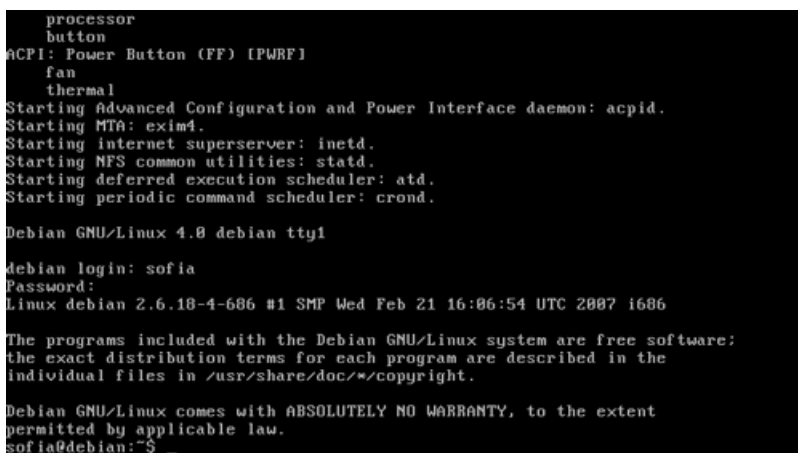 processor
button
ACPI: Power Button (FF) [PWRF]
fan
thermal
Starting Advanced Configuration and Power Interface daemon: acpid.
Starting MTA: exim4.
Starting internet superserver: inetd.
Starting NFS common utilities: statd.
Starting deferred execution scheduler: atd.
Starting periodic command scheduler: crond.
Debian GNU/Linux 4.0 debian tty1
debian login: sofia
Password:
Linux debian 2.6.18-4-686 #1 SMP Wed Feb 21 16:06:54 UTC 2007 i686
The programs included with the Debian GNU/Linux system are free software;
the exact distribution terms for each program are described in the
individual files in /usr/share/doc/*/copyright.
Debian GNU/Linux comes with ABSOLUTELY NO WARRANTY, to the extent
permitted by applicable law.
sofia@debian:~$ _